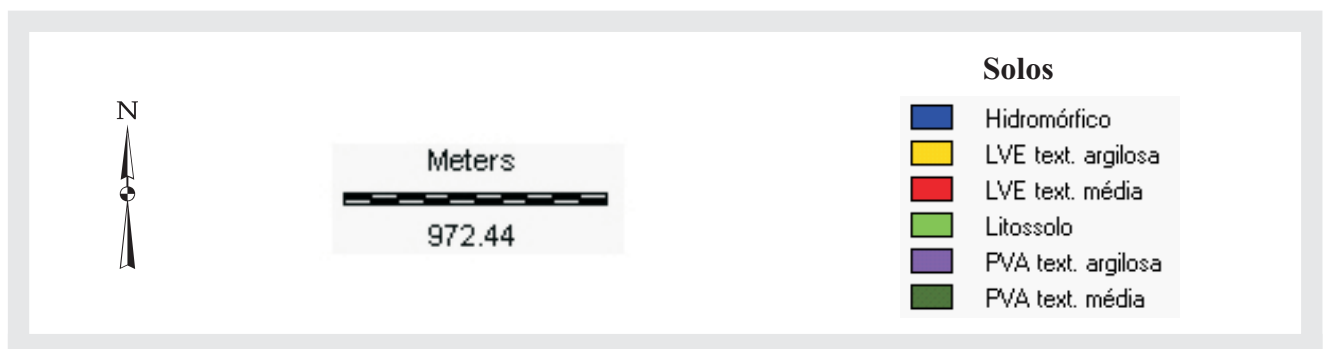 N
Meters
972.44
Solos
Hidromórfico
LVE text. argilosa
LVE text. média
Litossolo
PVA text. argilosa
PVA text. média